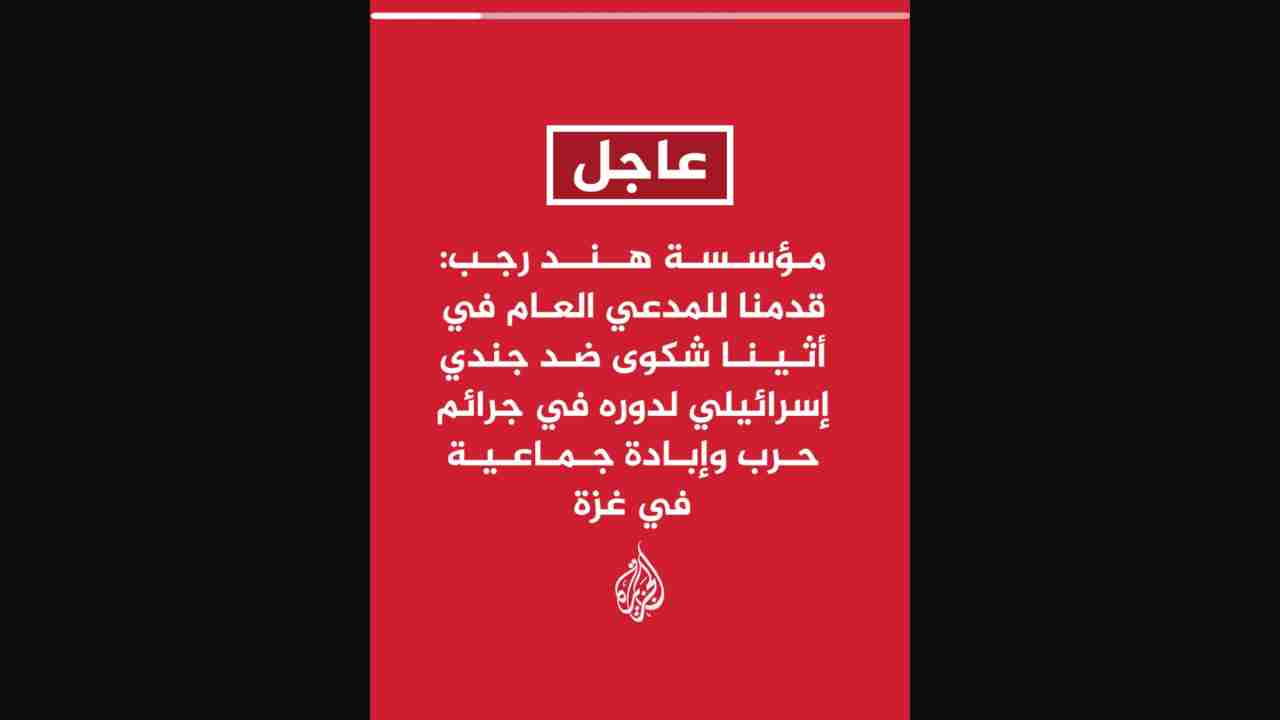 عاجل
مؤسسة هند رجب:
قدمنا للمدعي العام في
أثينا شكوى ضد جندي
إسرائيلي لدوره في جرائم
حرب وإبادة جماعية
في غزة
الجزيرة